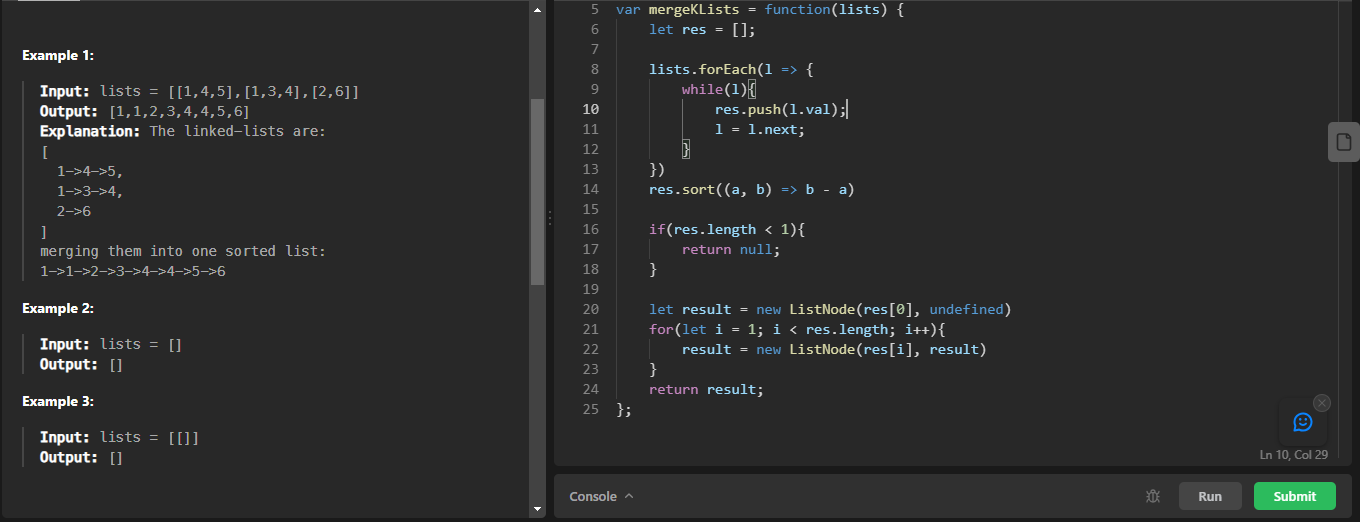 Example 1:
Input: lists = [[1,4,5],[1,3,4],[2,6]]
Output: [1,1,2,3,4,4,5,6]
Explanation: The linked-lists are:
[
  1->4->5,
  1->3->4,
  2->6
]
merging them into one sorted list:
1->1->2->3->4->4->5->6
Example 2:
Input: lists = []
Output: []
Example 3:
Input: lists = [[]]
Output: []
5 var mergeKLists = function(lists) {
6     let res = [];
7
8     lists.forEach(l => {
9         while(l){
10             res.push(l.val);
11             l = l.next;
12         }
13     })
14     res.sort((a, b) => b - a)
15
16     if(res.length < 1){
17         return null;
18     }
19
20     let result = new ListNode(res[0], undefined)
21     for(let i = 1; i < res.length; i++){
22         result = new ListNode(res[i], result)
23     }
24     return result;
25 };
Ln 10, Col 29
Console
Run
Submit